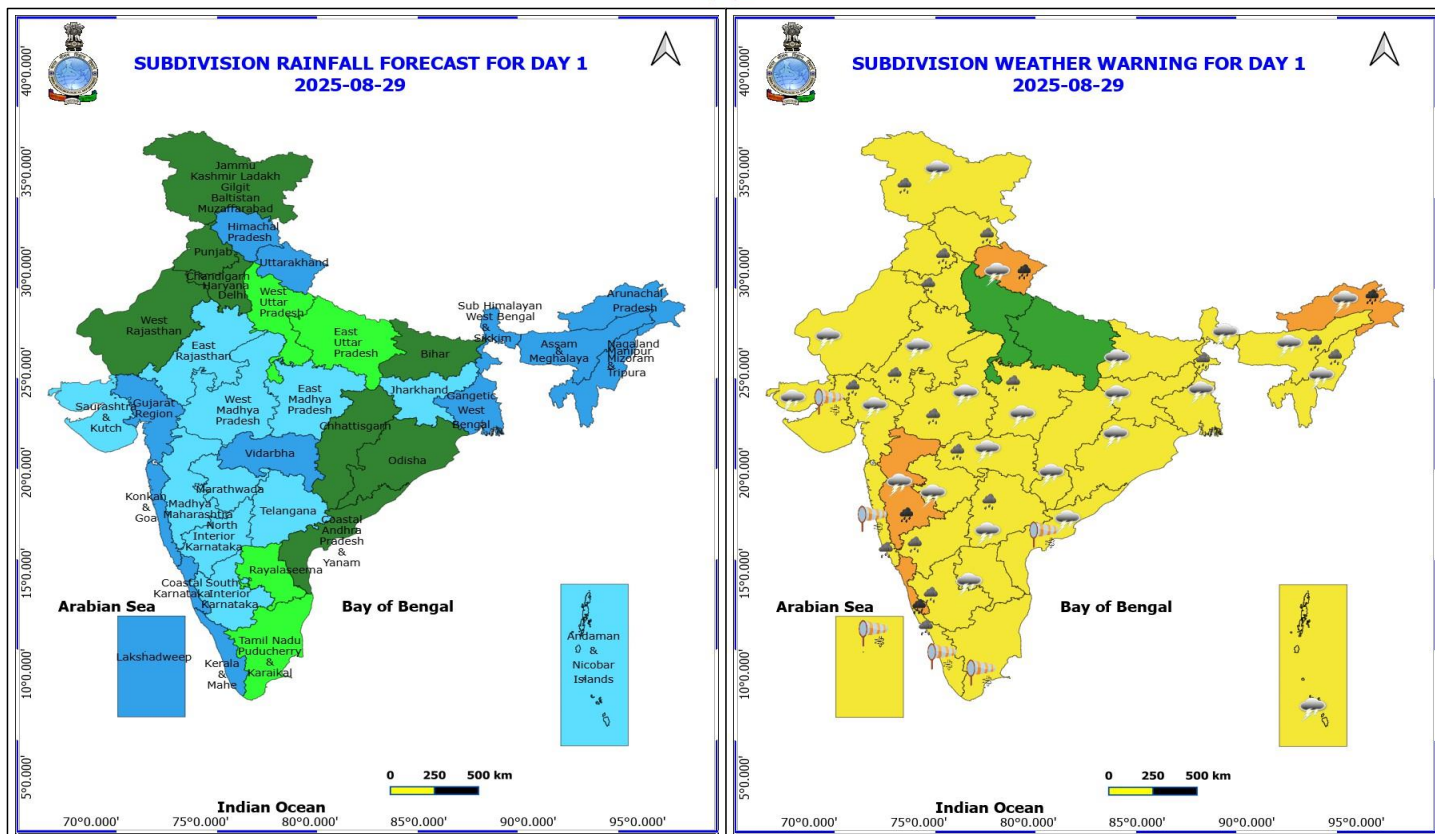 SUBDIVISION RAINFALL FORECAST FOR DAY 1
2025-08-29
40°0.000'
35°0.000'
30°0.000'
25°0.000'
20°0.000'
15°0.000'
10°0.000'
5°0.000'
Jammu
Kashmir Ladakh
Gilgit
Baltistan
Muzaffarabad
Himachal
Pradesh
Punjab
Uttarakhand
Chandigarh
Haryana
Delhi
West
Uttar
Pradesh
West
Rajasthan
East
Rajasthan
East
Uttar
Pradesh
Bihar
Sub Himalayan
West Bengal
&
Sikkim
Arunachal
Pradesh
Assam
&
Meghalaya
Nagaland
Manipur
Mizoram
&
Tripura
Saurashtra
&
Kutch
Gujarat
Region
West
Madhya
Pradesh
East
Madhya
Pradesh
Jharkhand
Gangetic
West
Bengal
Chhattisgarh
Vidarbha
Odisha
Konkan
&
Goa
Marathwada
Madhya
Maharashtra
Telangana
North
Interior
Karnataka
Coastal
Andhra
Pradesh
&
Yanam
Rayalaseema
Coastal
Karnataka
South
Interior
Karnataka
Arabian Sea
Bay of Bengal
Lakshadweep
Tamil Nadu
Puducherry
&
Karaikal
Kerala
&
Mahe
Andaman
&
Nicobar
Islands
0 250 500 km
Indian Ocean
70°0.000' 75°0.000' 80°0.000' 85°0.000' 90°0.000' 95°0.000'
SUBDIVISION WEATHER WARNING FOR DAY 1
2025-08-29
40°0.000'
35°0.000'
30°0.000'
25°0.000'
20°0.000'
15°0.000'
10°0.000'
5°0.000'
Arabian Sea
Bay of Bengal
0 250 500 km
Indian Ocean
70°0.000' 75°0.000' 80°0.000' 85°0.000' 90°0.000' 95°0.000'